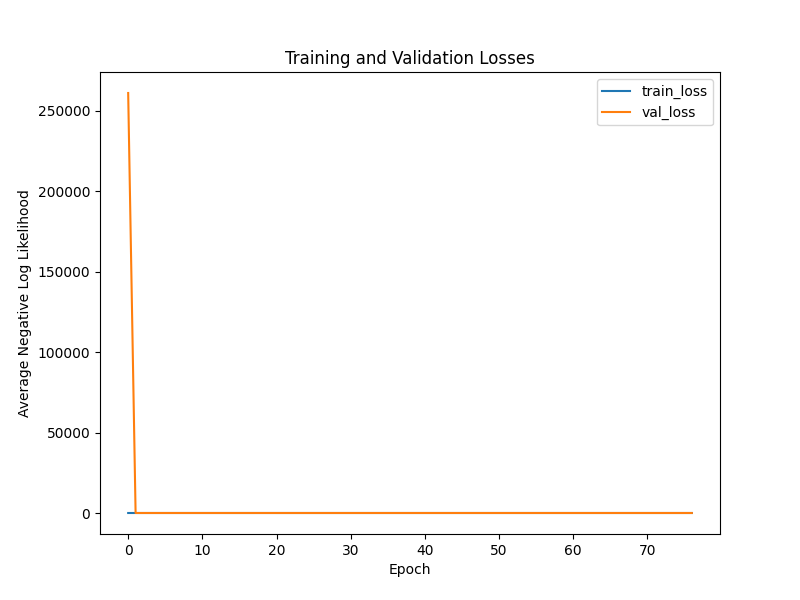 Training and Validation Losses
train_loss
val_loss
Average Negative Log Likelihood
250000
200000
150000
100000
50000
0
0 10 20 30 40 50 60 70
Epoch